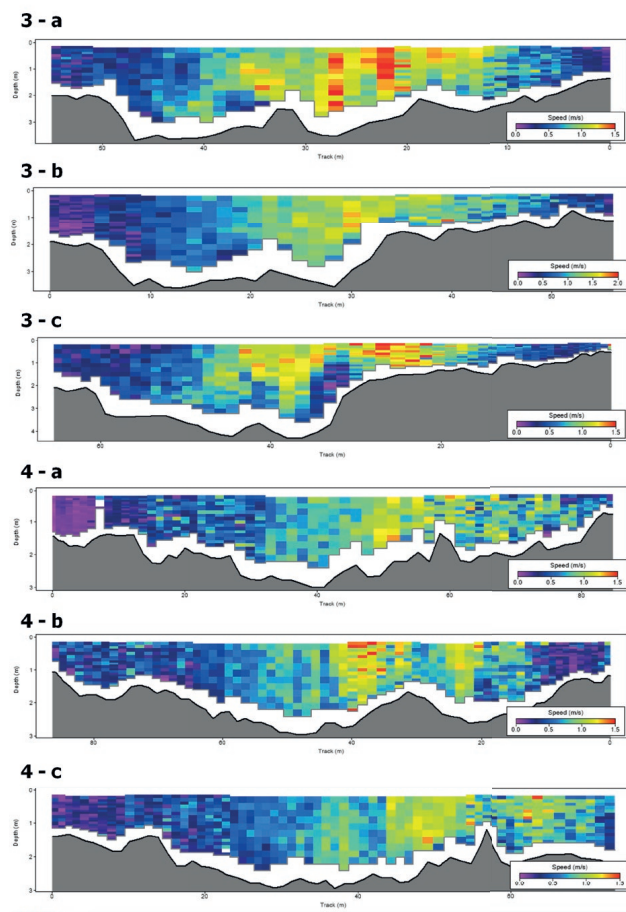 3 - a
0
1
2
3
Depth (m)
Speed (m/s)
0.0 0.5 1.0 1.5
50 40 30 20 10 0
Track (m)
3 - b
0
1
2
3
Depth (m)
Speed (m/s)
0.0 0.5 1.0 1.5 2.0
0 10 20 30 40 50
Track (m)
3 - c
0
1
2
3
4
Depth (m)
Speed (m/s)
0.0 0.5 1.0 1.5
60 40 20 0
Track (m)
4 - a
0
1
2
3
Depth (m)
Speed (m/s)
0.0 0.5 1.0 1.5
0 20 40 60 80
Track (m)
4 - b
0
1
2
3
Depth (m)
Speed (m/s)
0.0 0.5 1.0 1.5
80 60 40 20 0
Track (m)
4 - c
0
1
2
3
Depth (m)
Speed (m/s)
0.0 0.5 1.0
0 20 40 60
Track (m)